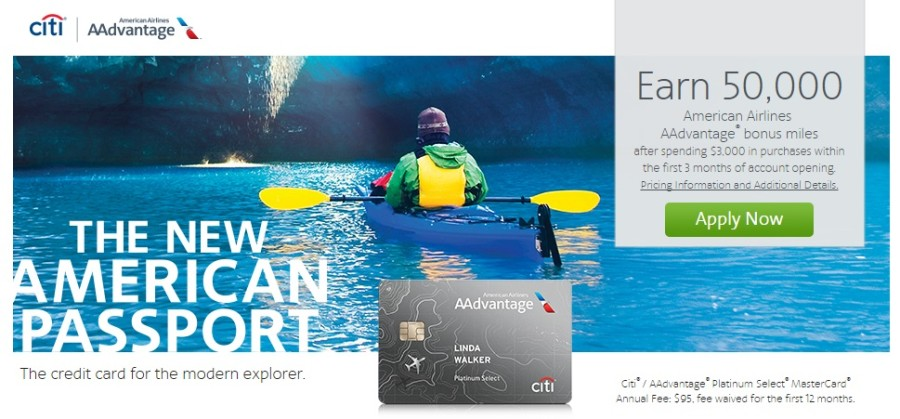 citi
American Airlines
AAdvantage
Earn 50,000
American Airlines
AAdvantage® bonus miles
after spending $3,000 in purchases within
the first 3 months of account opening.
Pricing Information and Additional Details.
Apply Now
THE NEW
AMERICAN
PASSPORT
The credit card for the modern explorer.
American Airlines
AAdvantage
LINDA
WALKER
Platinum Select
citi
Citi® / AAdvantage® Platinum Select® MasterCard®
Annual Fee: $95, fee waived for the first 12 months.